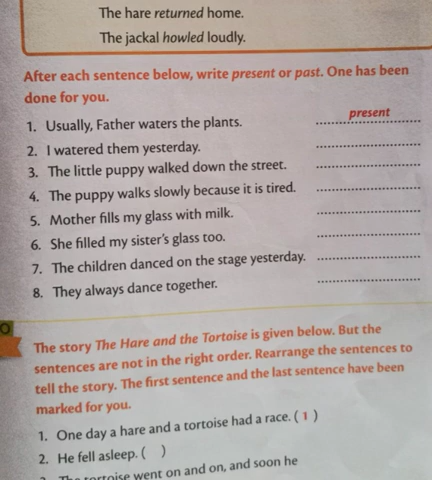 The hare returned home.
The jackal howled loudly.
After each sentence below, write present or past. One has been
done for you.
1. Usually, Father waters the plants. present
2. I watered them yesterday.
3. The little puppy walked down the street.
4. The puppy walks slowly because it is tired.
5. Mother fills my glass with milk.
6. She filled my sister's glass too.
7. The children danced on the stage yesterday.
8. They always dance together.
The story The Hare and the Tortoise is given below. But the
sentences are not in the right order. Rearrange the sentences to
tell the story. The first sentence and the last sentence have been
marked for you.
1. One day a hare and a tortoise had a race. ( 1 )
2. He fell asleep. ( )
tortoise went on and on, and soon he